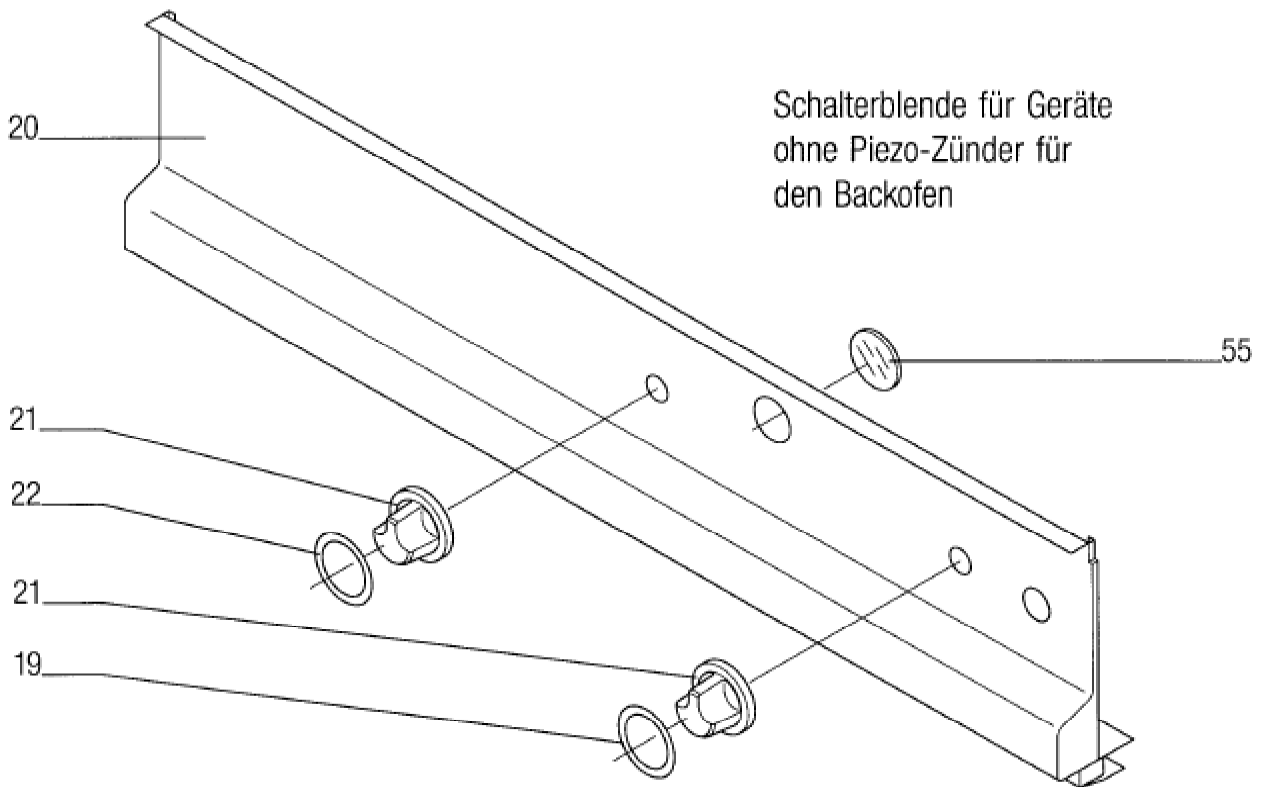 Schalterblende für Geräte
ohne Piezo-Zünder für
den Backofen
20
55
21
22
21
19